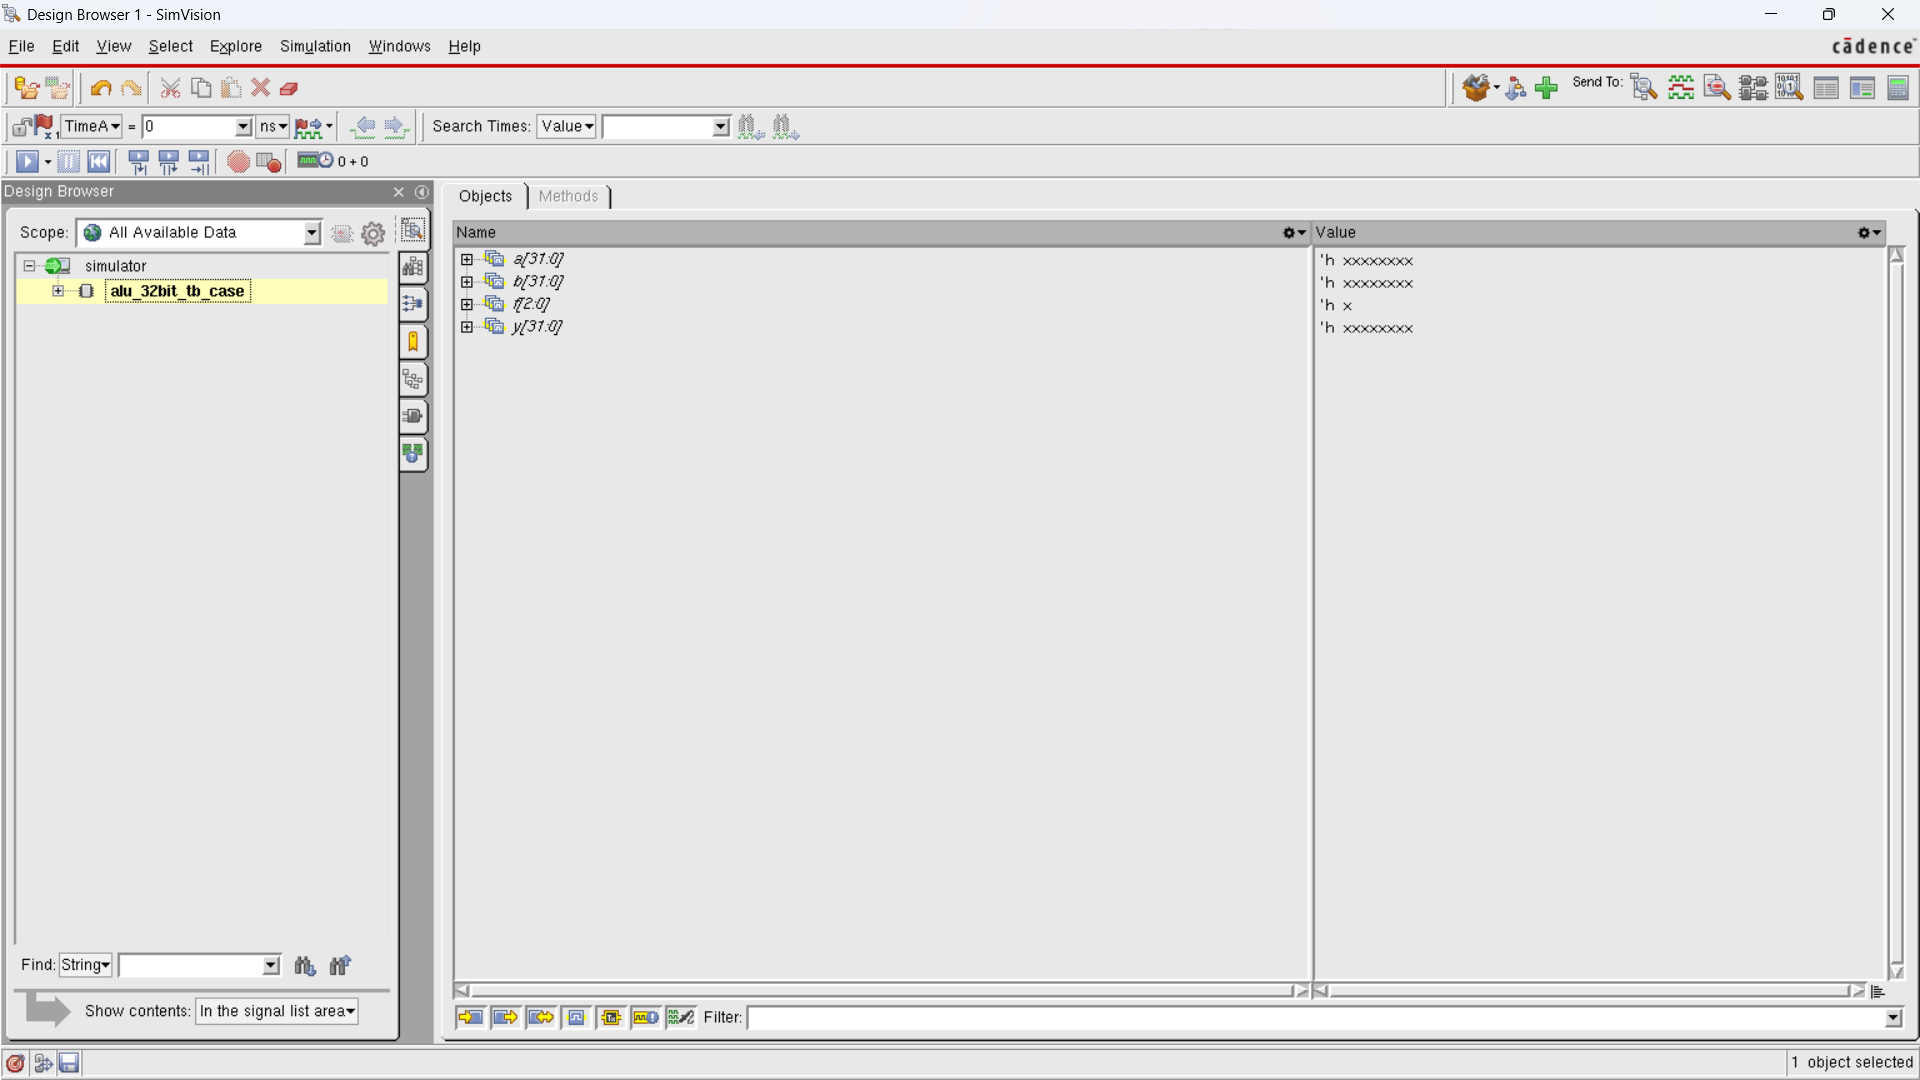 Design Browser 1 - SimVision
File Edit View Select Explore Simulation Windows Help
cādence
Send To:
TimeA = 0 ns
Search Times: Value
0 + 0
Design Browser
Scope: All Available Data
simulator
alu_32bit_tb_case
Find: String
Show contents: In the signal list area
Objects Methods
Name Value
a[31:0] 'h xxxxxxxx
b[31:0] 'h xxxxxxxx
f[2:0] 'h x
y[31:0] 'h xxxxxxxx
Filter:
1 object selected